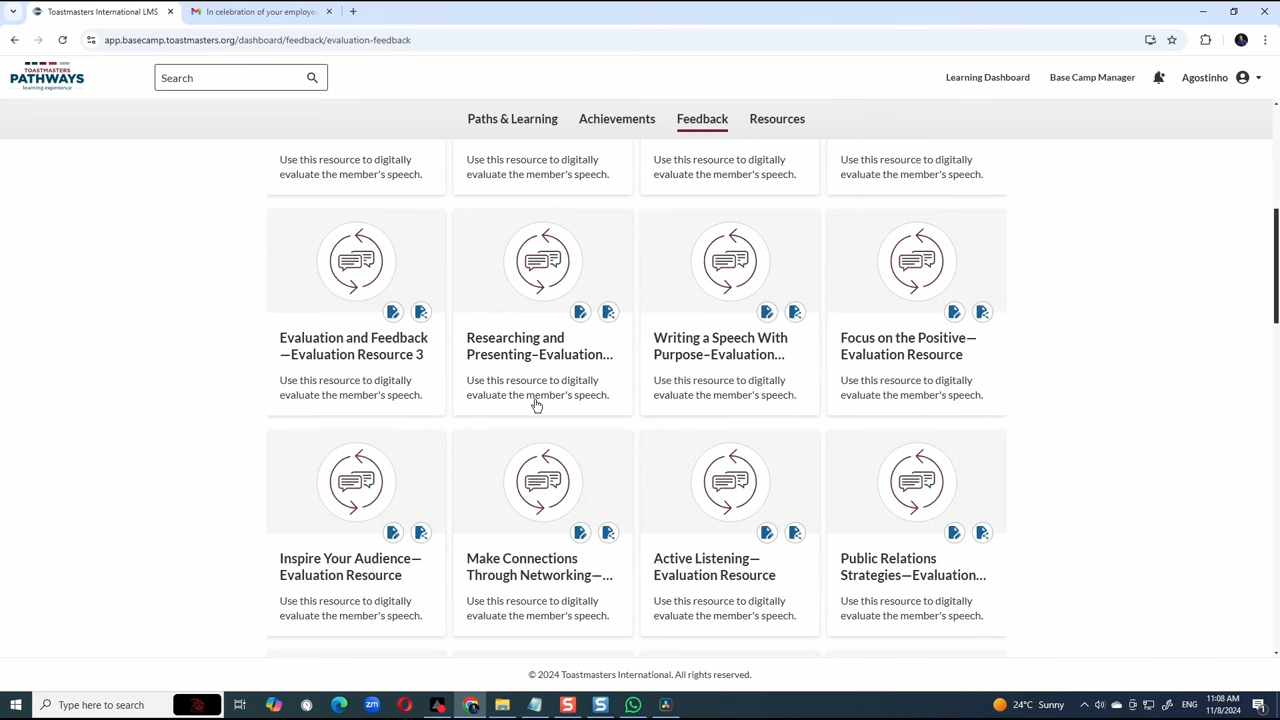 Toastmasters International LMS
In celebration of your employe
app.basecamp.toastmasters.org/dashboard/feedback/evaluation-feedback
TOASTMASTERS
PATHWAYS
learning experience
Search
Learning Dashboard
Base Camp Manager
Agostinho
Paths & Learning
Achievements
Feedback
Resources
Use this resource to digitally
evaluate the member's speech.
Use this resource to digitally
evaluate the member's speech.
Use this resource to digitally
evaluate the member's speech.
Use this resource to digitally
evaluate the member's speech.
Evaluation and Feedback
—Evaluation Resource 3
Use this resource to digitally
evaluate the member's speech.
Researching and
Presenting–Evaluation...
Use this resource to digitally
evaluate the member's speech.
Writing a Speech With
Purpose–Evaluation...
Use this resource to digitally
evaluate the member's speech.
Focus on the Positive—
Evaluation Resource
Use this resource to digitally
evaluate the member's speech.
Inspire Your Audience—
Evaluation Resource
Use this resource to digitally
evaluate the member's speech.
Make Connections
Through Networking—...
Use this resource to digitally
evaluate the member's speech.
Active Listening—
Evaluation Resource
Use this resource to digitally
evaluate the member's speech.
Public Relations
Strategies—Evaluation...
Use this resource to digitally
evaluate the member's speech.
© 2024 Toastmasters International. All rights reserved.
Type here to search
24°C Sunny
ENG
11:08 AM
11/8/2024